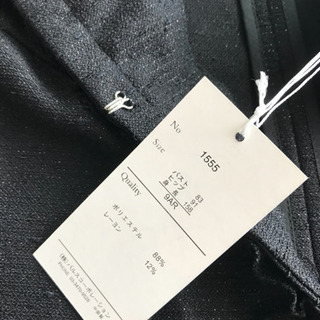 No 1555
Size
バスト 83
ヒップ 91
身長 158
9AR
Quality
ポリエステル 88%
レーヨン 12%